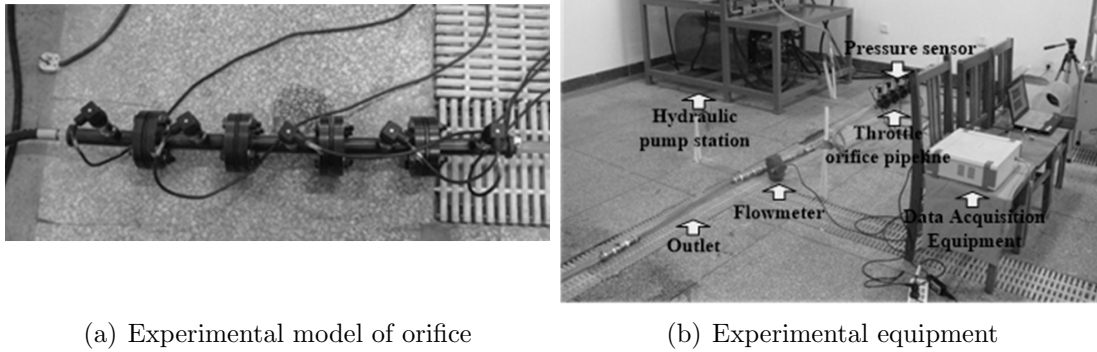 Pressure sensor
Hydraulic
pump station
Throttle
orifice pipeline
Flowmeter
Data Acquisition
Equipment
Outlet
(a) Experimental model of orifice
(b) Experimental equipment